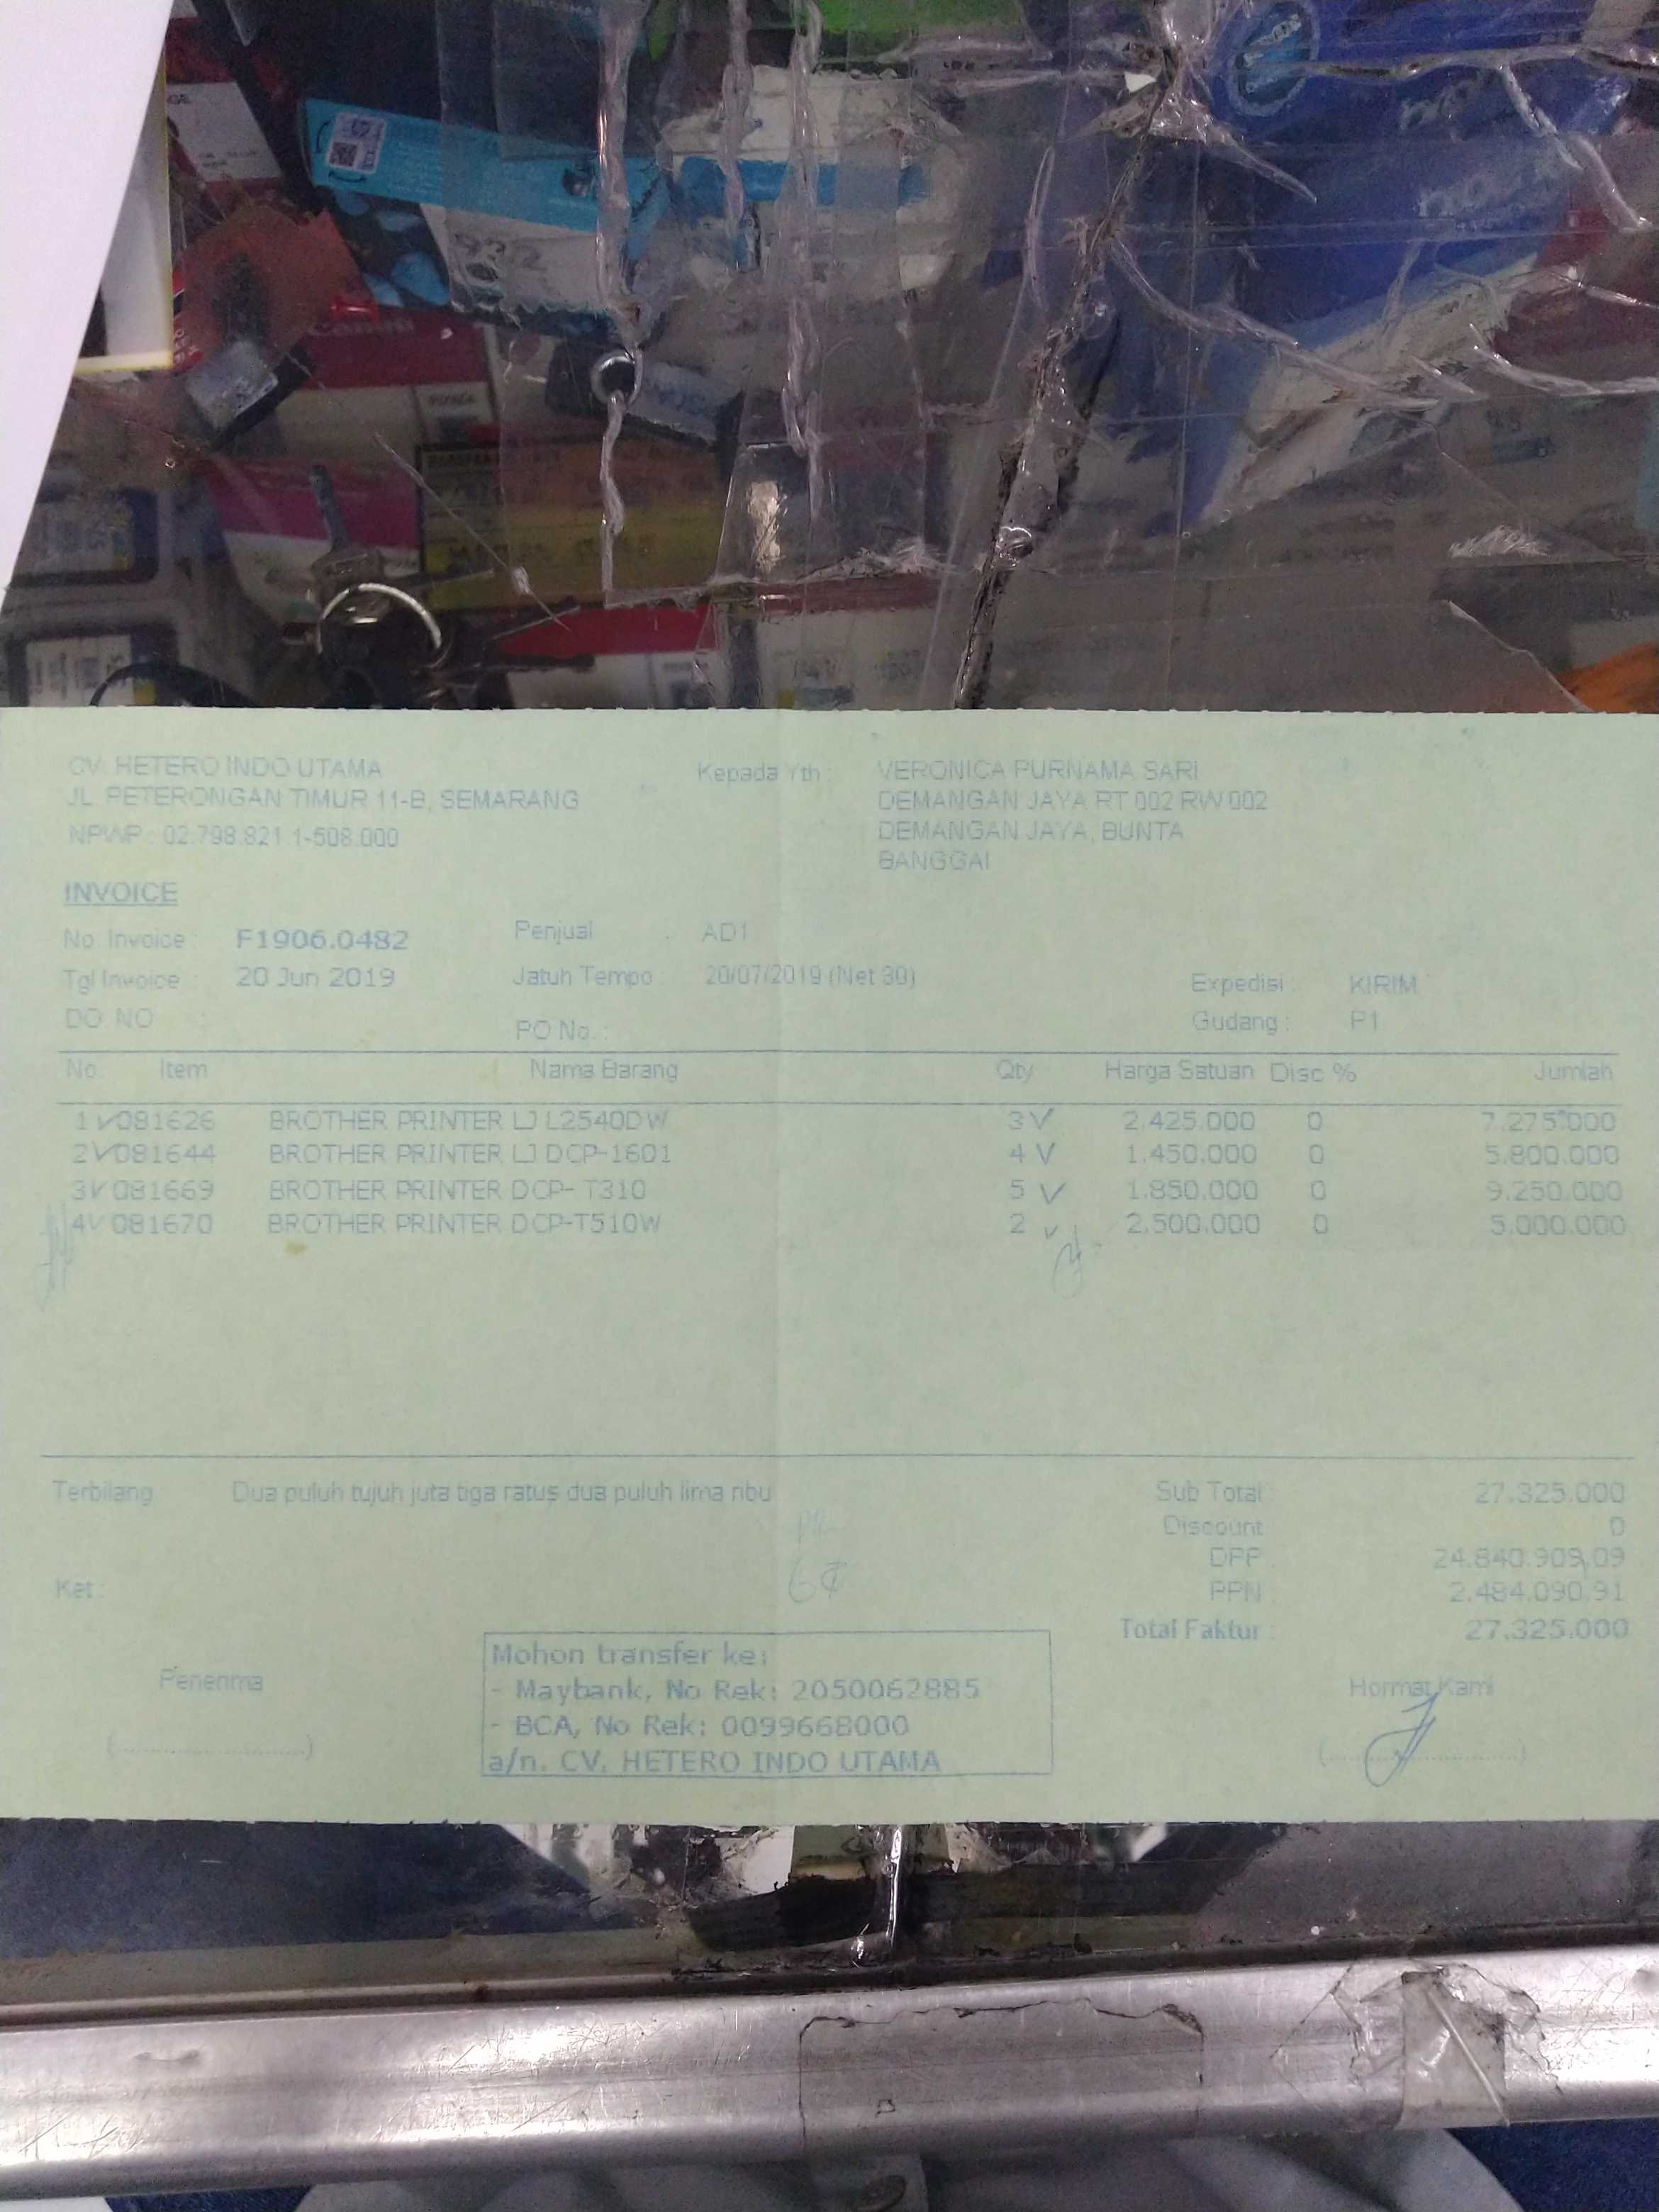 932
CV. HETERO INDO UTAMA
JL. PETERONGAN TIMUR 11-B, SEMARANG
NPWP : 02.798.821.1-508.000
Kepada Yth :
VERONICA PURNAMA SARI
DEMANGAN JAYA RT 002 RW 002
DEMANGAN JAYA, BUNTA
BANGGAI
INVOICE
No. Invoice : F1906.0482 Penjual : AD1
Tgl Invoice : 20 Jun 2019 Jatuh Tempo : 20/07/2019 (Net 30) Expedisi : KIRIM
DO. NO : PO No. : Gudang : P1
No. Item Nama Barang Qty Harga Satuan Disc % Jumlah
1 081626 BROTHER PRINTER LJ L2540DW 3 2.425.000 0 7.275.000
2 081644 BROTHER PRINTER LJ DCP-1601 4 1.450.000 0 5.800.000
3 081669 BROTHER PRINTER DCP- T310 5 1.850.000 0 9.250.000
4 081670 BROTHER PRINTER DCP-T510W 2 2.500.000 0 5.000.000
Terbilang Dua puluh tujuh juta tiga ratus dua puluh lima ribu Sub Total : 27.325.000
Discount : 0
DPP : 24.840.909,09
Ket : PPN : 2.484.090,91
Total Faktur : 27.325.000
Penerima
Mohon transfer ke:
- Maybank, No Rek: 2050062885
- BCA, No Rek: 0099668000
a/n. CV. HETERO INDO UTAMA
Hormat Kami
(........................)
(........................)